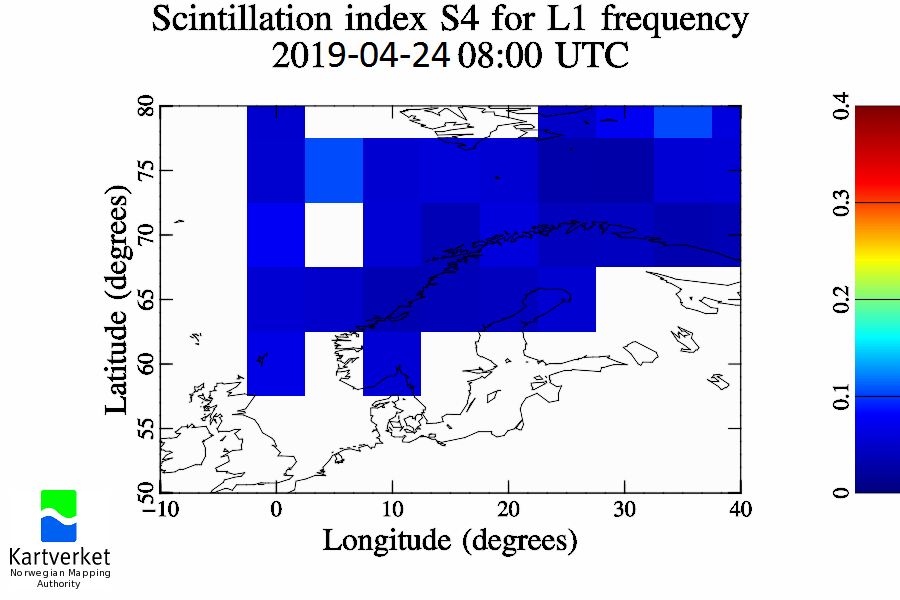 Scintillation index S4 for L1 frequency
2019-04-24 08:00 UTC
Latitude (degrees)
80
75
70
65
60
55
50
−10
0
10
20
30
40
Longitude (degrees)
0.4
0.3
0.2
0.1
0
Kartverket
Norwegian Mapping
Authority